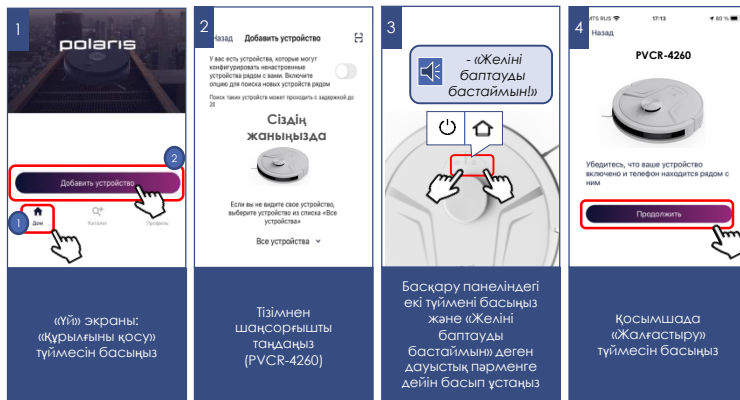 1
polaris
2
Добавить устройство
1
Дом
Каталог
Профиль
«Үй» экраны:
«Құрылғыны қосу»
түймесін басыңыз
2
Назад
Добавить устройство
У вас есть устройства, которые могут
конфигурировать ненастроенные
устройства рядом с вами. Включите
опцию для поиска новых устройств рядом
Поиск таких устройств может проходить с задержкой до
20
Сіздің
жаныңызда
Если вы не видите свое устройство,
выберите устройство из списка «Все
устройства»
Все устройства
Тізімнен
шаңсорғышты
таңдаңыз
(PVCR-4260)
3
- «Желіні
баптауды
бастаймын!»
Басқару панеліндегі
екі түймені басыңыз
және «Желіні
баптауды
бастаймын» деген
дауыстық пәрменге
дейін басып ұстаңыз
4
MTS RUS
17:13
80 %
Назад
PVCR-4260
Убедитесь, что ваше устройство
включено и телефон находится рядом с
ним
Продолжить
Қосымшада
«Жалғастыру»
түймесін басыңыз